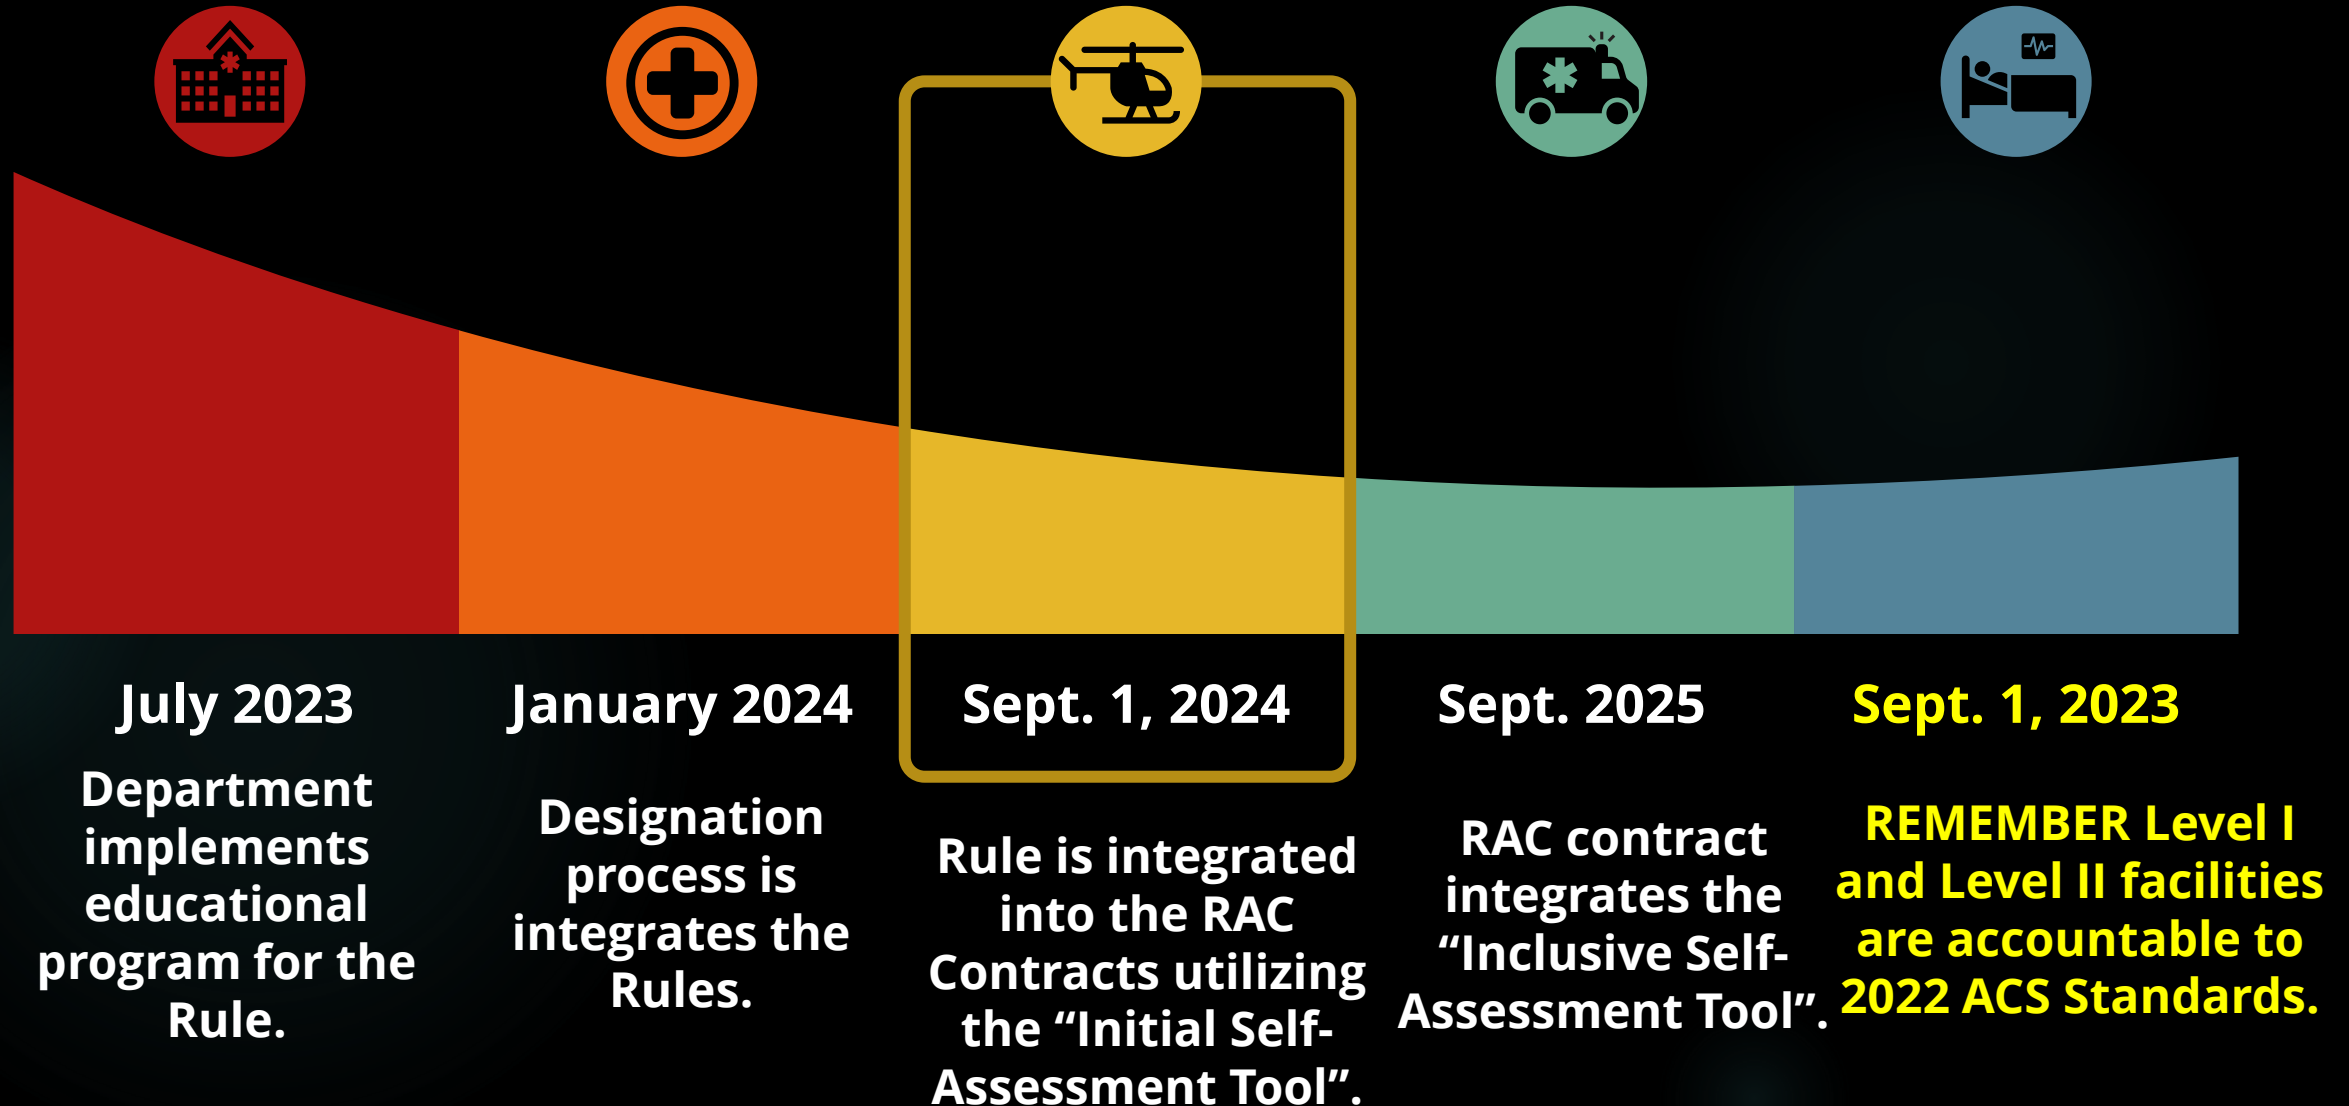 July 2023
Department
implements
educational
program for the
Rule.
January 2024
Designation
process is
integrates the
Rules.
Sept. 1, 2024
Rule is integrated
into the RAC
Contracts utilizing
the “Initial Self-
Assessment Tool”.
Sept. 2025
RAC contract
integrates the
“Inclusive Self-
Assessment Tool”.
Sept. 1, 2023
REMEMBER Level I
and Level II facilities
are accountable to
2022 ACS Standards.